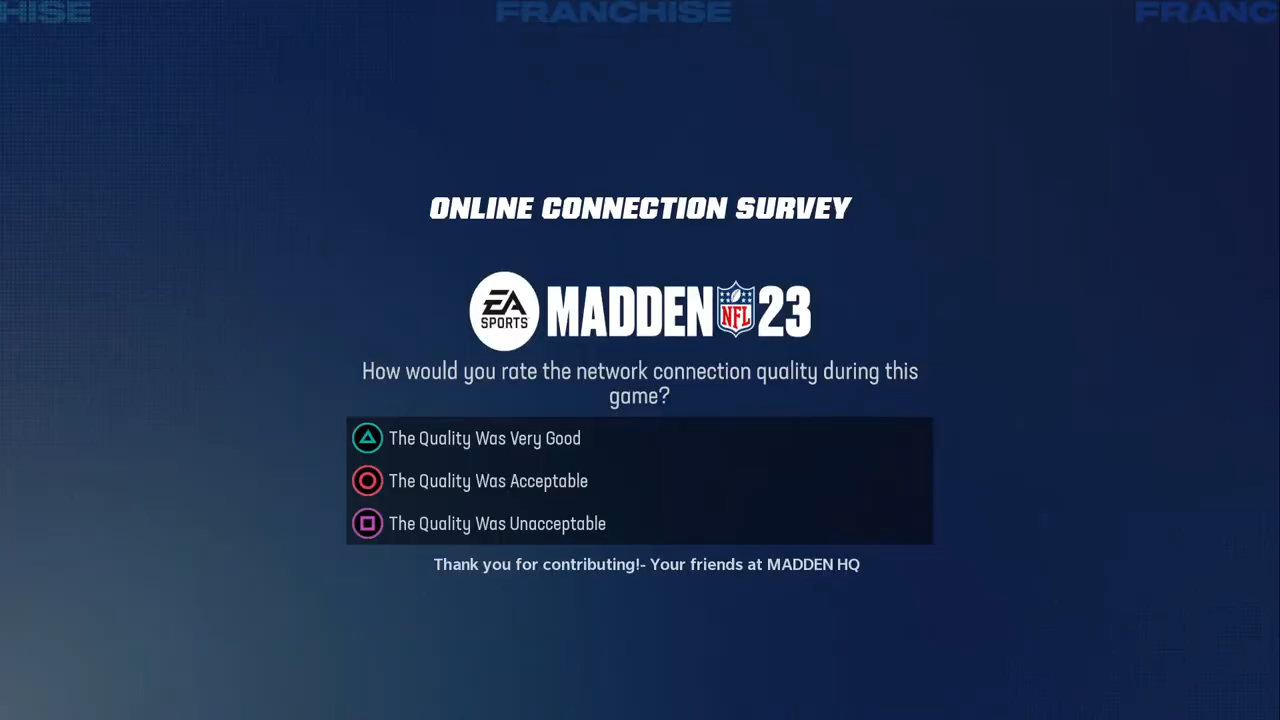 HISE FRANCHISE FRANC
ONLINE CONNECTION SURVEY
EA SPORTS MADDEN NFL 23
How would you rate the network connection quality during this
game?
The Quality Was Very Good
The Quality Was Acceptable
The Quality Was Unacceptable
Thank you for contributing!- Your friends at MADDEN HQ